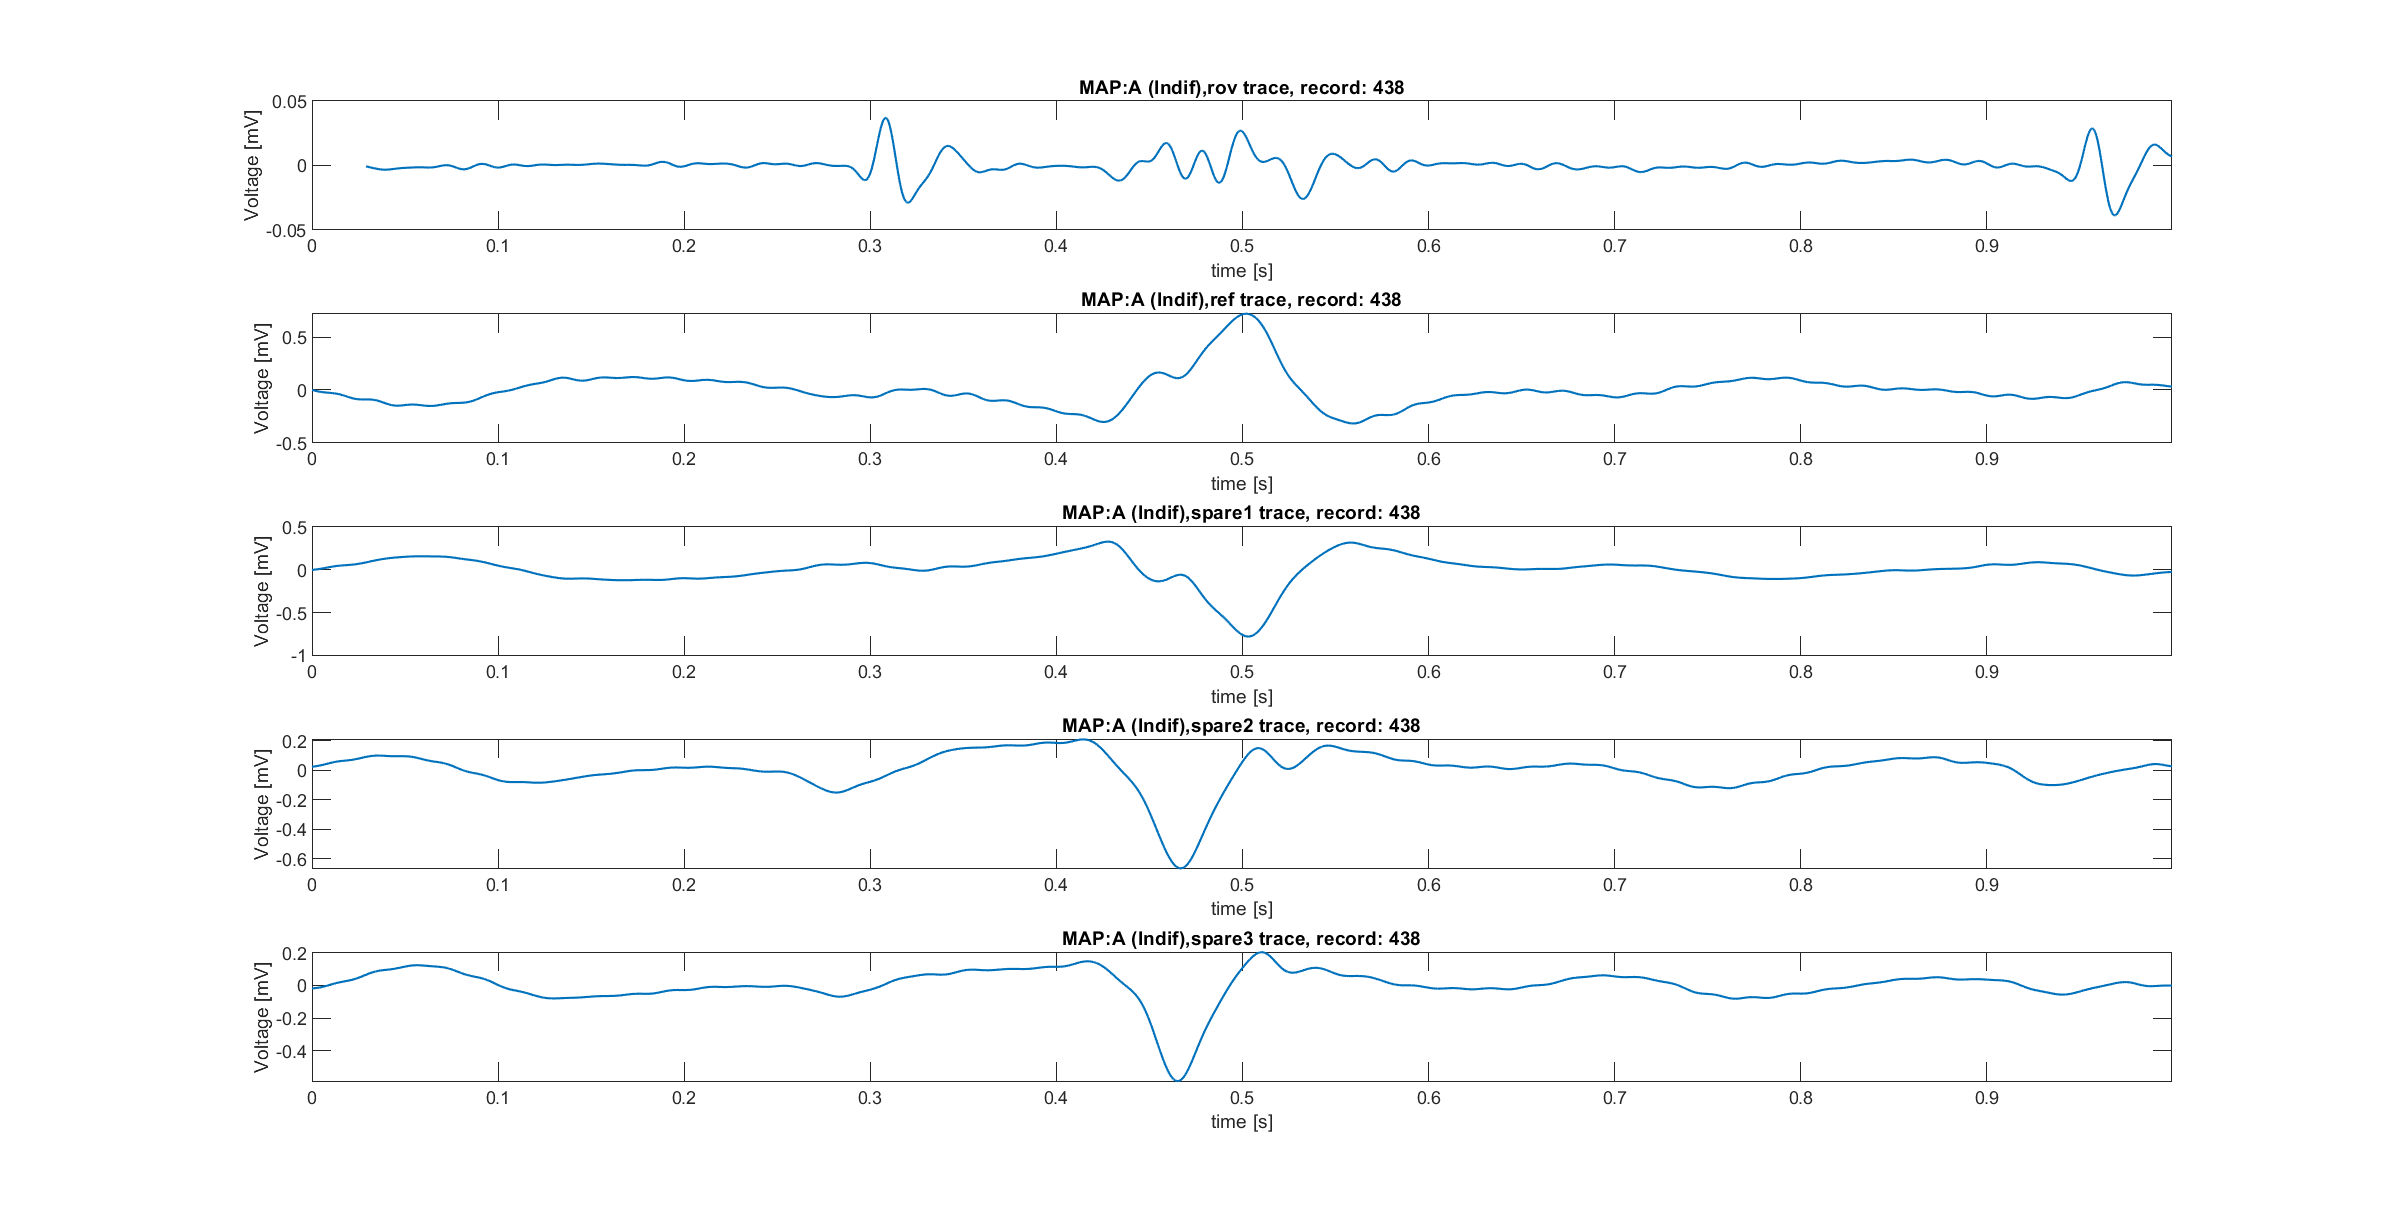 MAP:A (Indif),rov trace, record: 438
Voltage [mV]
0.05
0
-0.05
0 0.1 0.2 0.3 0.4 0.5 0.6 0.7 0.8 0.9
time [s]
MAP:A (Indif),ref trace, record: 438
Voltage [mV]
0.5
0
-0.5
0 0.1 0.2 0.3 0.4 0.5 0.6 0.7 0.8 0.9
time [s]
MAP:A (Indif),spare1 trace, record: 438
Voltage [mV]
0.5
0
-0.5
-1
0 0.1 0.2 0.3 0.4 0.5 0.6 0.7 0.8 0.9
time [s]
MAP:A (Indif),spare2 trace, record: 438
Voltage [mV]
0.2
0
-0.2
-0.4
-0.6
0 0.1 0.2 0.3 0.4 0.5 0.6 0.7 0.8 0.9
time [s]
MAP:A (Indif),spare3 trace, record: 438
Voltage [mV]
0.2
0
-0.2
-0.4
0 0.1 0.2 0.3 0.4 0.5 0.6 0.7 0.8 0.9
time [s]